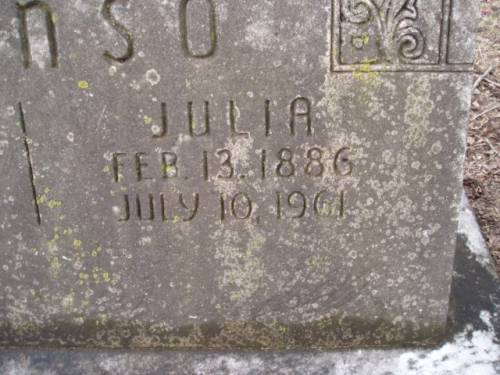 NSO
JULIA
FEB. 13. 1886
JULY 10, 1961